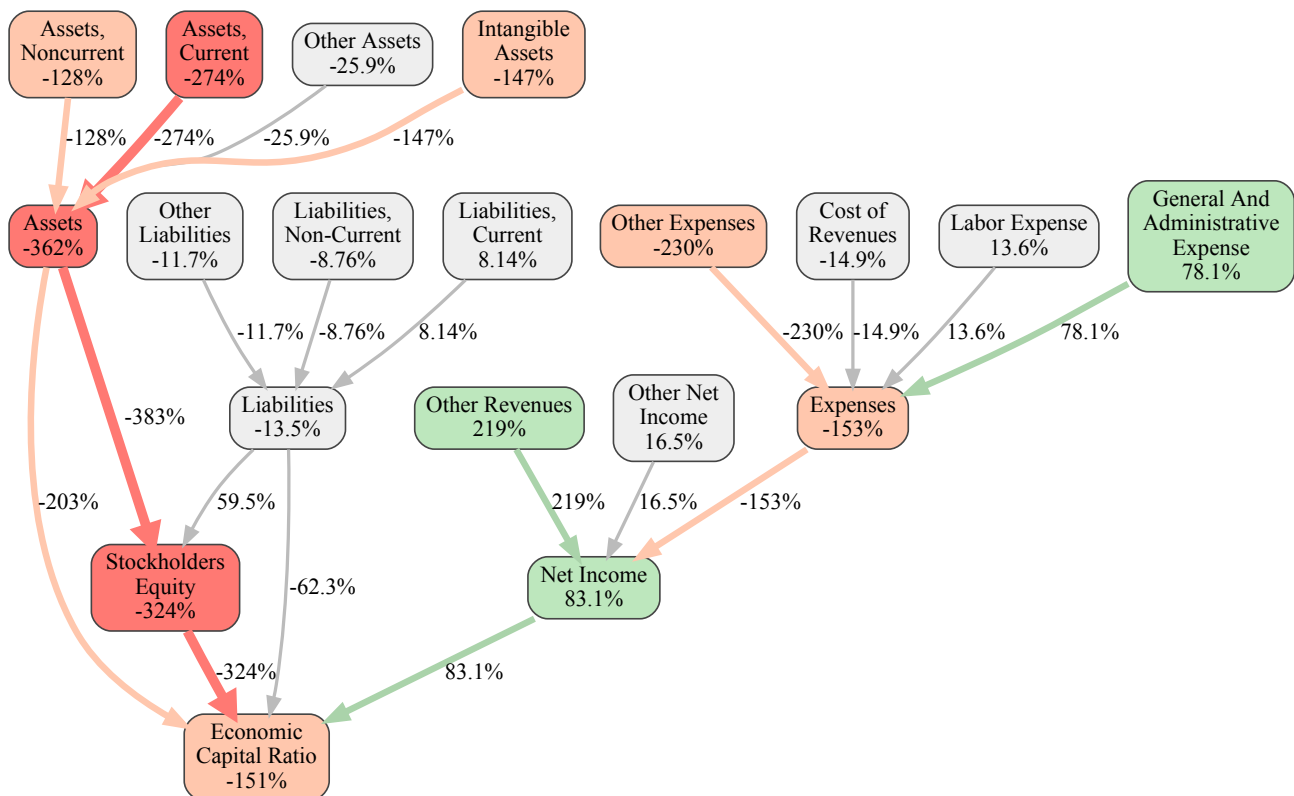 Assets,
Noncurrent
-128%
Assets,
Current
-274%
Other Assets
-25.9%
Intangible
Assets
-147%
-128%
-274%
-25.9%
-147%
Assets
-362%
Other
Liabilities
-11.7%
Liabilities,
Non-Current
-8.76%
Liabilities,
Current
8.14%
Other Expenses
-230%
Cost of
Revenues
-14.9%
Labor Expense
13.6%
General And
Administrative
Expense
78.1%
-11.7%
-8.76%
8.14%
-230%
-14.9%
13.6%
78.1%
-383%
Liabilities
-13.5%
Other Revenues
219%
Other Net
Income
16.5%
Expenses
-153%
-203%
59.5%
219%
16.5%
-153%
Stockholders
Equity
-324%
-62.3%
Net Income
83.1%
-324%
83.1%
Economic
Capital Ratio
-151%